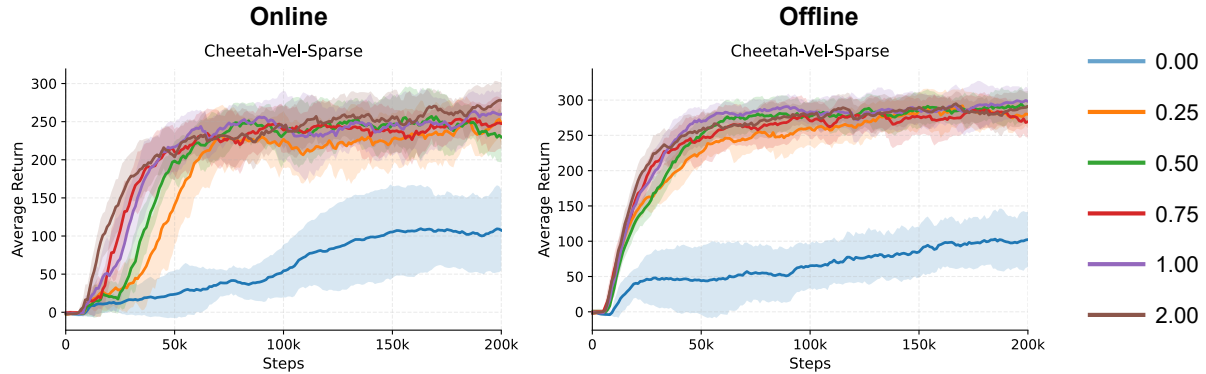 Online
Cheetah-Vel-Sparse
Average Return
300
250
200
150
100
50
0
0 50k 100k 150k 200k
Steps
Offline
Cheetah-Vel-Sparse
Average Return
300
250
200
150
100
50
0
0 50k 100k 150k 200k
Steps
0.00
0.25
0.50
0.75
1.00
2.00